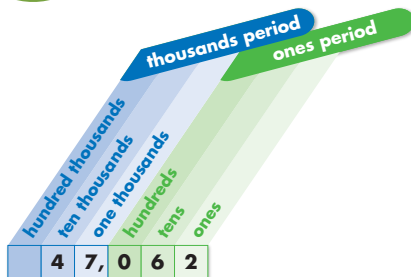 thousands period
ones period
hundred thousands
ten thousands
one thousands
hundreds
tens
ones
4 7, 0 6 2